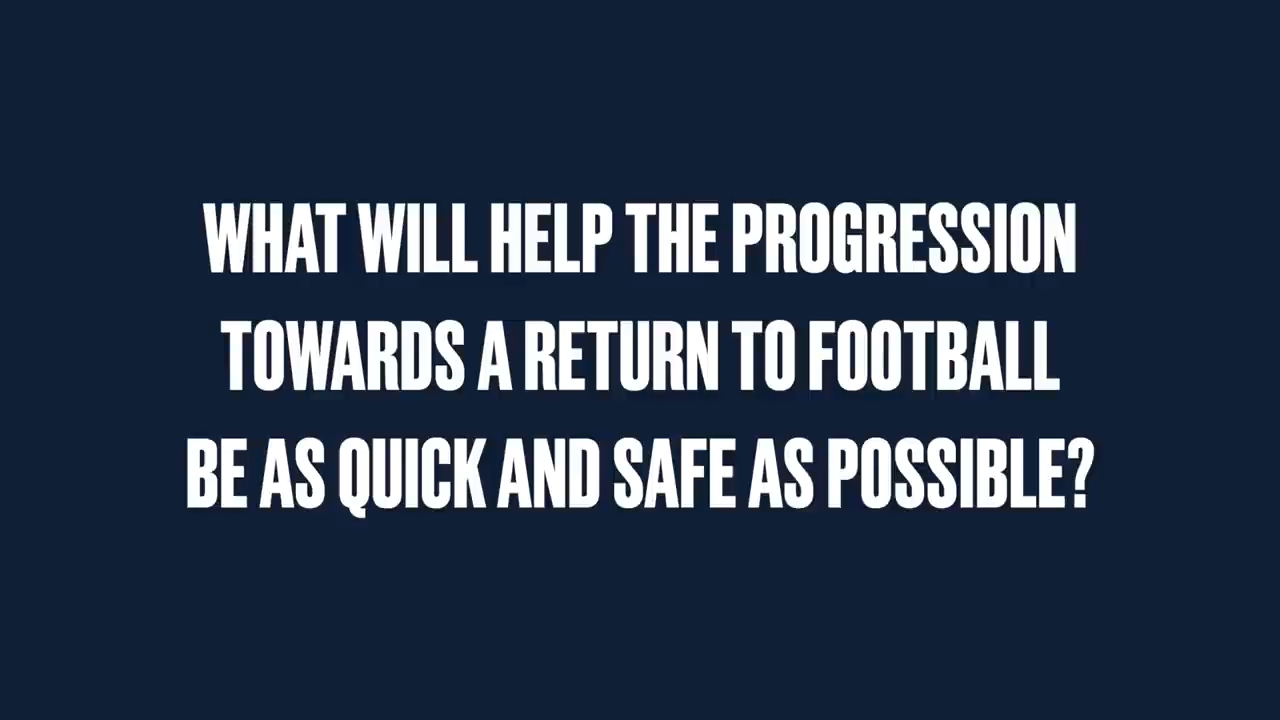 WHAT WILL HELP THE PROGRESSION
TOWARDS A RETURN TO FOOTBALL
BE AS QUICK AND SAFE AS POSSIBLE?